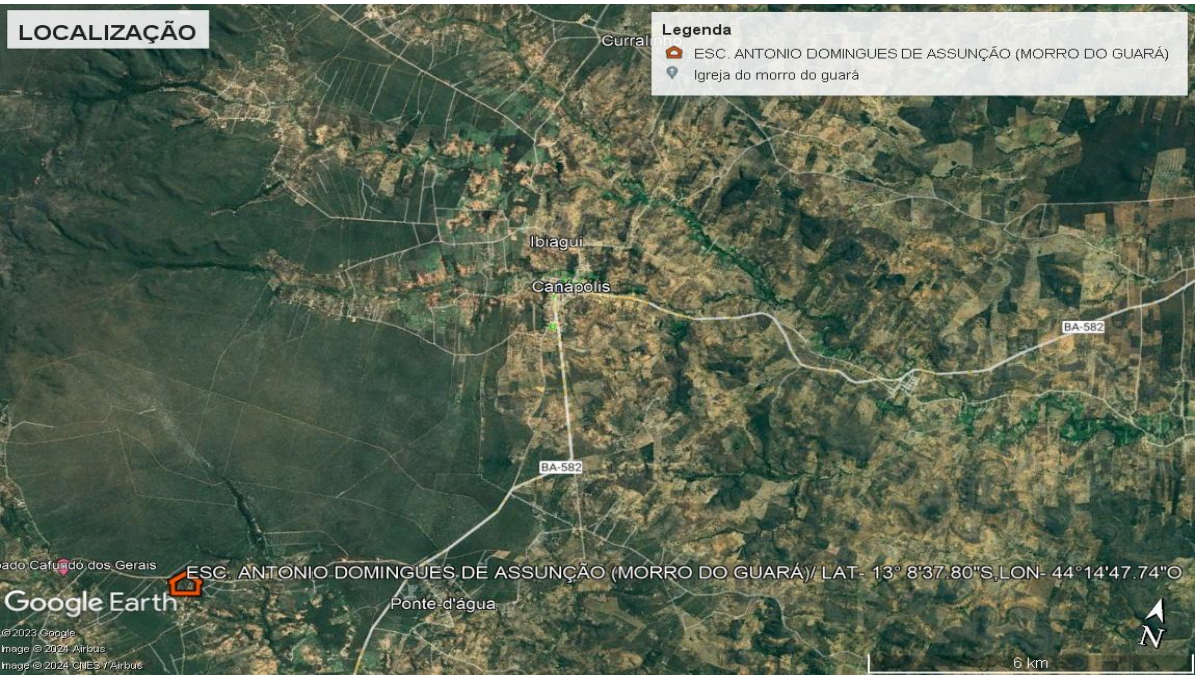 LOCALIZAÇÃO
Legenda
ESC. ANTONIO DOMINGUES DE ASSUNÇÃO (MORRO DO GUARÁ)
Igreja do morro do guará
Ibiagui
Canapolis
BA-582
BA-582
Cafundó dos Gerais
ESC. ANTONIO DOMINGUES DE ASSUNÇÃO (MORRO DO GUARÁ)/ LAT- 13° 8'37.80"S,LON- 44°14'47.74"O
Google Earth
Ponte d'água
©2023 Google
Image © 2024 Airbus
Image © 2024 CNES / Airbus
N
6 km